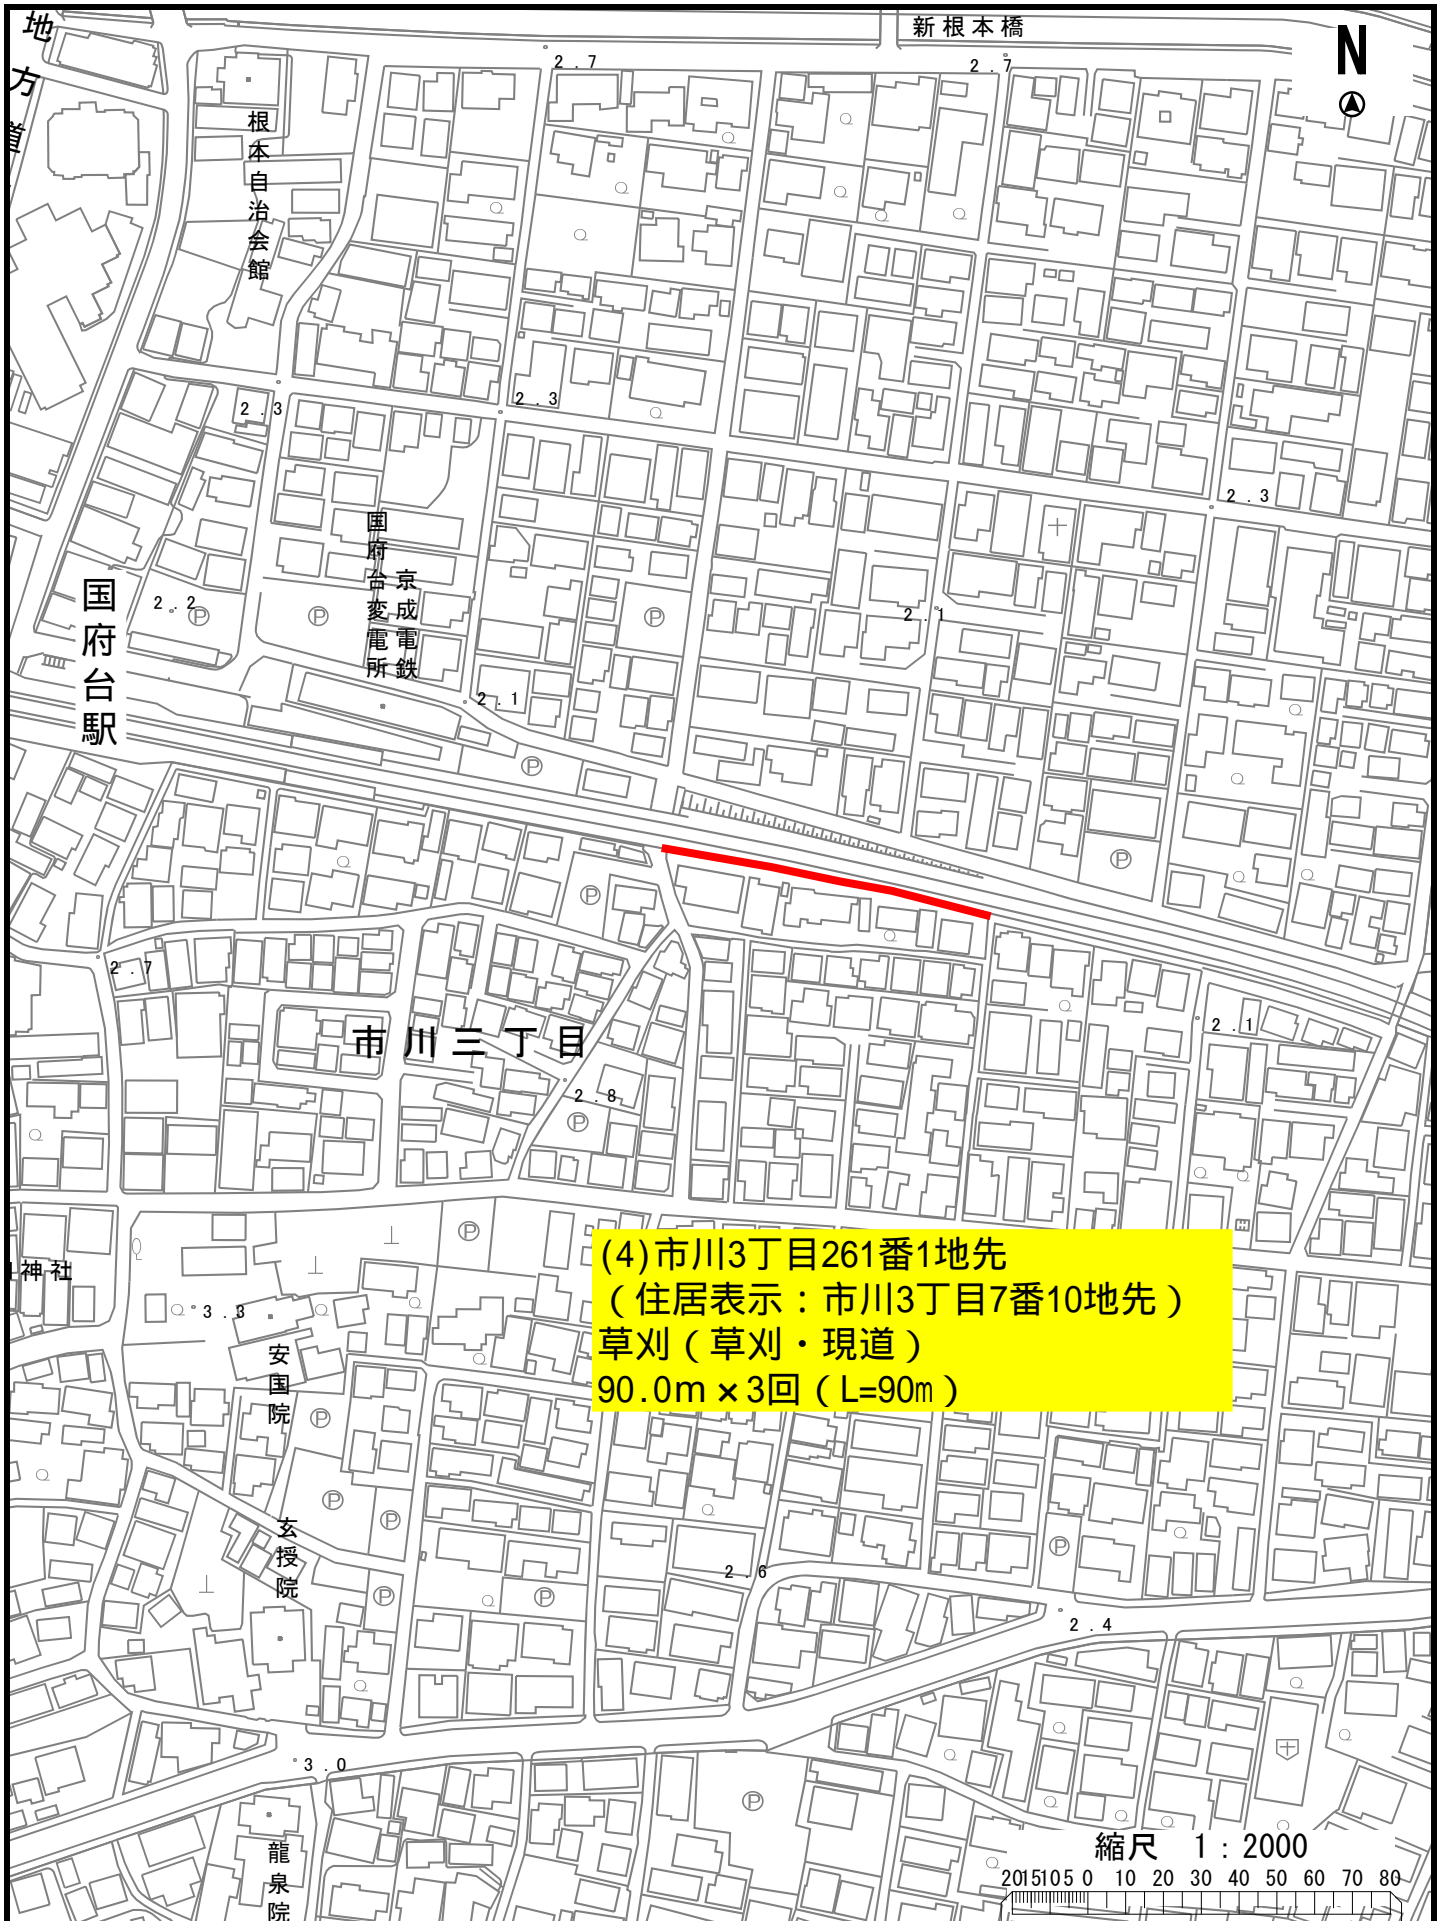 新根本橋
N
地方道
2.7
2.7
根本自治会館
2.3
2.3
2.3
国府台変電所
京成電鉄
国府台駅
2.2
P
P
P
2.1
2.1
P
P
P
2.7
2.1
市川三丁目
2.8
P
P
神社
3.3
(4)市川3丁目261番1地先
（住居表示：市川3丁目7番10地先）
草刈（草刈・現道）
90.0m×3回（L=90m）
安国院
P
P
P
玄授院
P
P
P
2.6
2.4
3.0
P
龍泉院
縮尺 1:2000
20151050 10 20 30 40 50 60 70 80